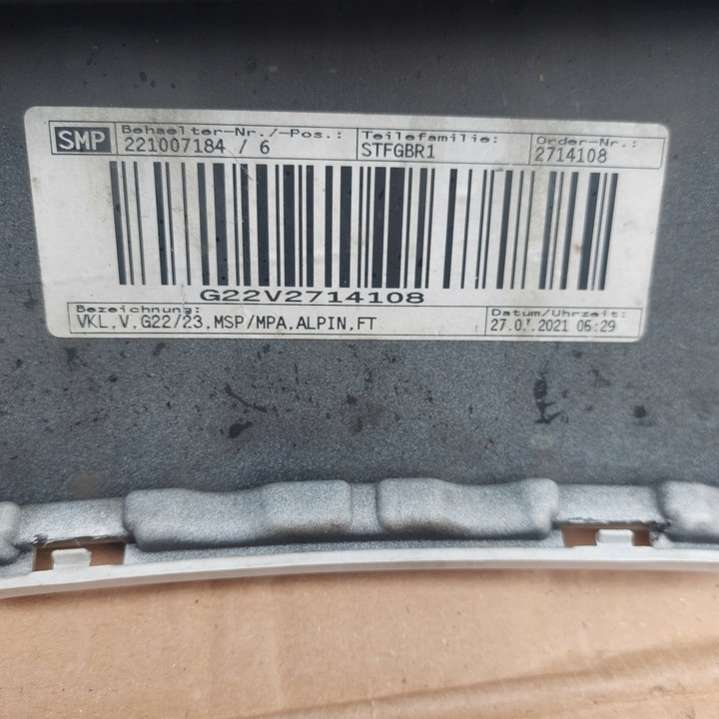 SMP
Behaelter-Nr./-Pos.: Teilefamilie: Order-Nr.:
221007184 / 6 STFGBR1 2714108
G22V2714108
Bezeichnung: Datum/Uhrzeit:
VKL,V,G22/23,MSP/MPA,ALPIN,FT 2021 06:29